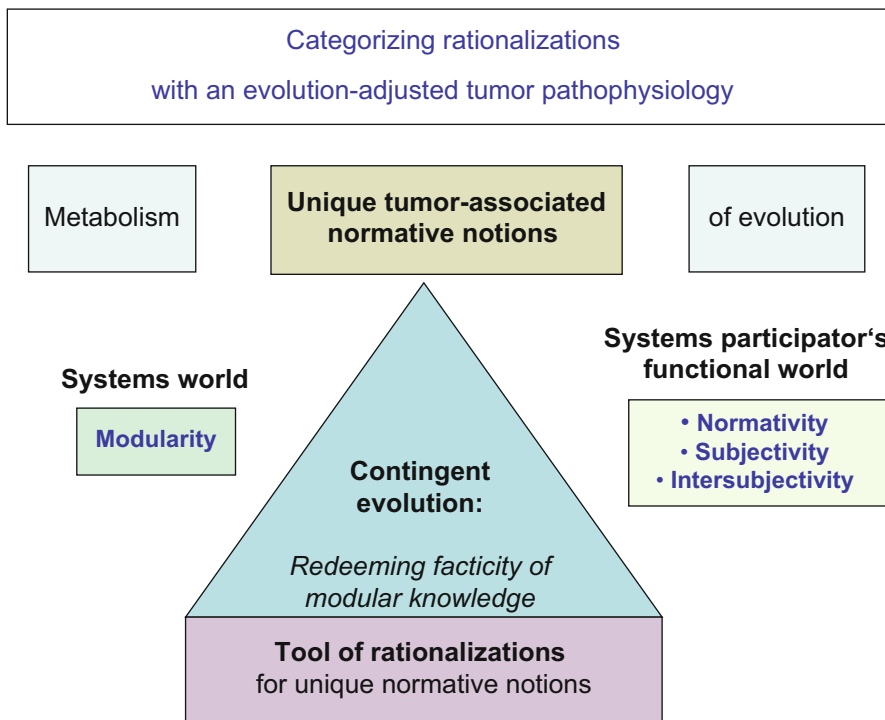 Categorizing rationalizations
with an evolution-adjusted tumor pathophysiology
Metabolism
Unique tumor-associated
normative notions
of evolution
Systems world
Modularity
Systems participator‘s
functional world
• Normativity
• Subjectivity
• Intersubjectivity
Contingent
evolution:
Redeeming facticity of
modular knowledge
Tool of rationalizations
for unique normative notions